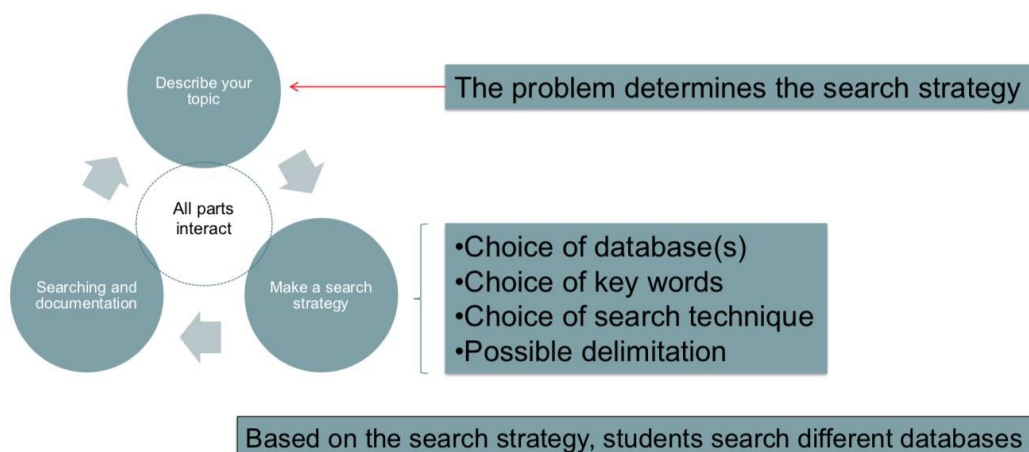 Describe your
topic
The problem determines the search strategy
All parts
interact
Searching and
documentation
Make a search
strategy
•Choice of database(s)
•Choice of key words
•Choice of search technique
•Possible delimitation
Based on the search strategy, students search different databases